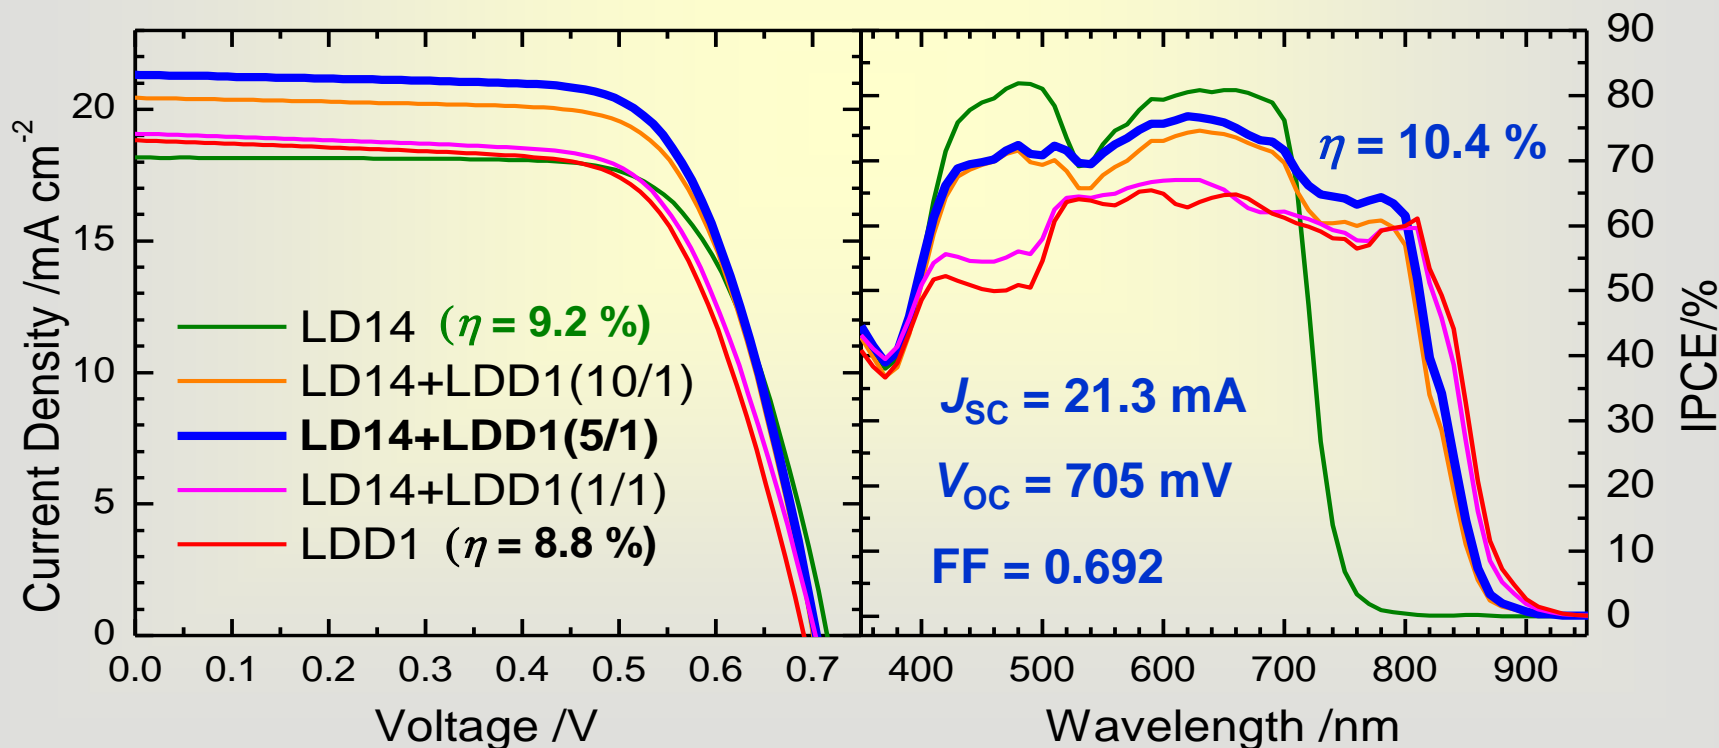 Current Density /mA cm⁻²
20
15
10
5
0
LD14 (η = 9.2 %)
LD14+LDD1(10/1)
LD14+LDD1(5/1)
LD14+LDD1(1/1)
LDD1 (η = 8.8 %)
0.0 0.1 0.2 0.3 0.4 0.5 0.6 0.7
Voltage /V
η = 10.4 %
J_SC = 21.3 mA
V_OC = 705 mV
FF = 0.692
400 500 600 700 800 900
Wavelength /nm
90
80
70
60
50
40
30
20
10
0
IPCE/%